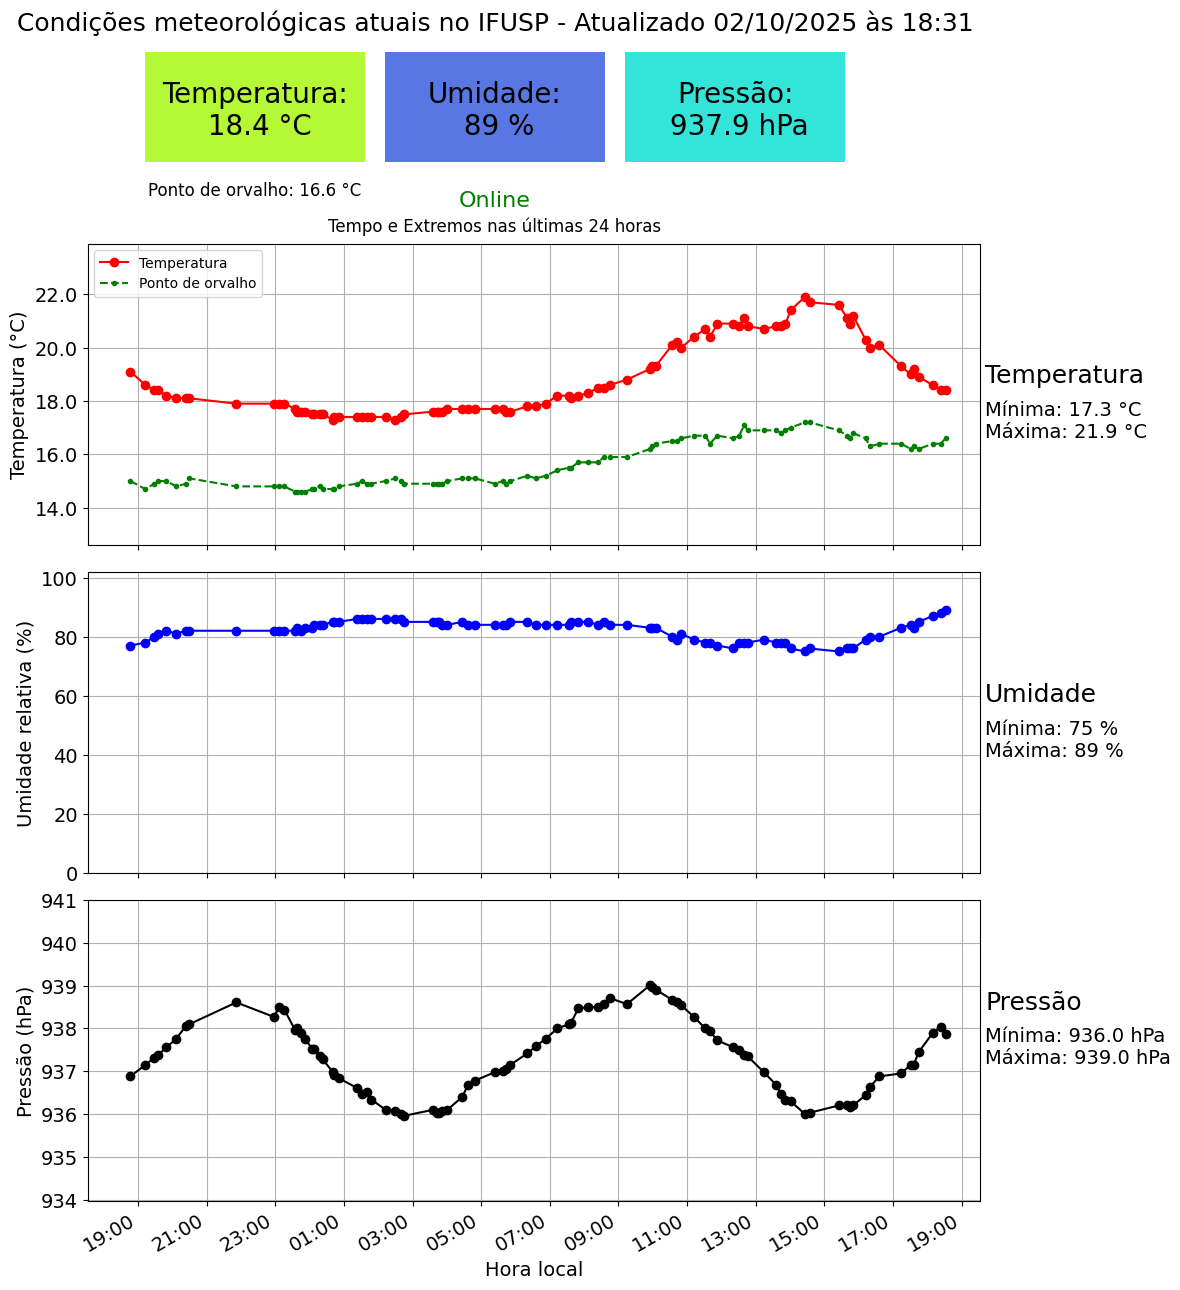 Condições meteorológicas atuais no IFUSP - Atualizado 02/10/2025 às 18:31
Temperatura:
18.4 °C
Umidade:
89 %
Pressão:
937.9 hPa
Ponto de orvalho: 16.6 °C
Online
Tempo e Extremos nas últimas 24 horas
Temperatura
Ponto de orvalho
Temperatura (°C)
22.0
20.0
18.0
16.0
14.0
Temperatura
Mínima: 17.3 °C
Máxima: 21.9 °C
Umidade relativa (%)
100
80
60
40
20
0
Umidade
Mínima: 75 %
Máxima: 89 %
Pressão (hPa)
941
940
939
938
937
936
935
934
Pressão
Mínima: 936.0 hPa
Máxima: 939.0 hPa
19:00
21:00
23:00
01:00
03:00
05:00
07:00
09:00
11:00
13:00
15:00
17:00
19:00
Hora local